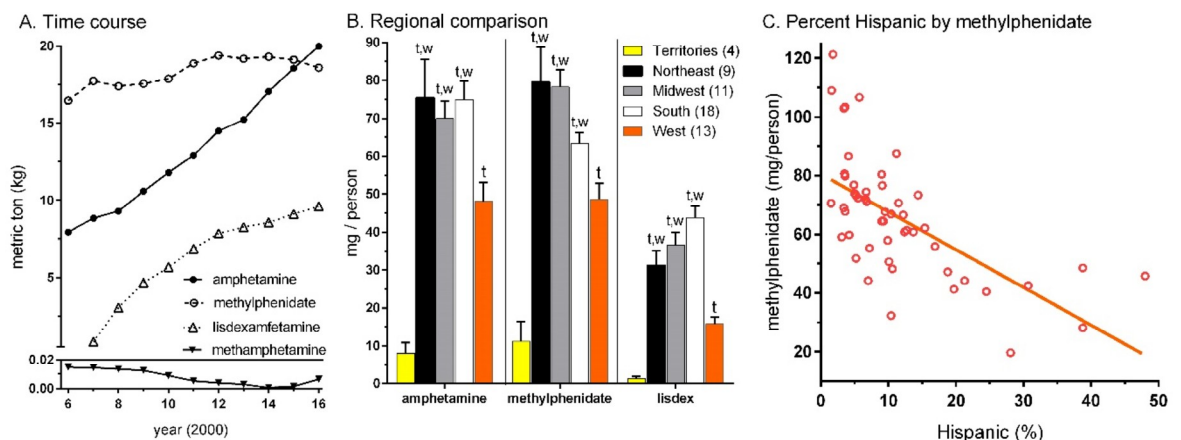 A. Time course
20
15
10
5
0.02
0.00
metric ton (kg)
amphetamine
methylphenidate
lisdexamfetamine
methamphetamine
6 8 10 12 14 16
year (2000)
B. Regional comparison
90
80
70
60
50
40
30
20
10
0
mg / person
t,w
t,w
t,w
t
t,w
t,w
t,w
t
t,w
t,w
t,w
t
Territories (4)
Northeast (9)
Midwest (11)
South (18)
West (13)
amphetamine methylphenidate lisdex
C. Percent Hispanic by methylphenidate
120
100
80
60
40
20
methylphenidate (mg/person)
0 10 20 30 40 50
Hispanic (%)